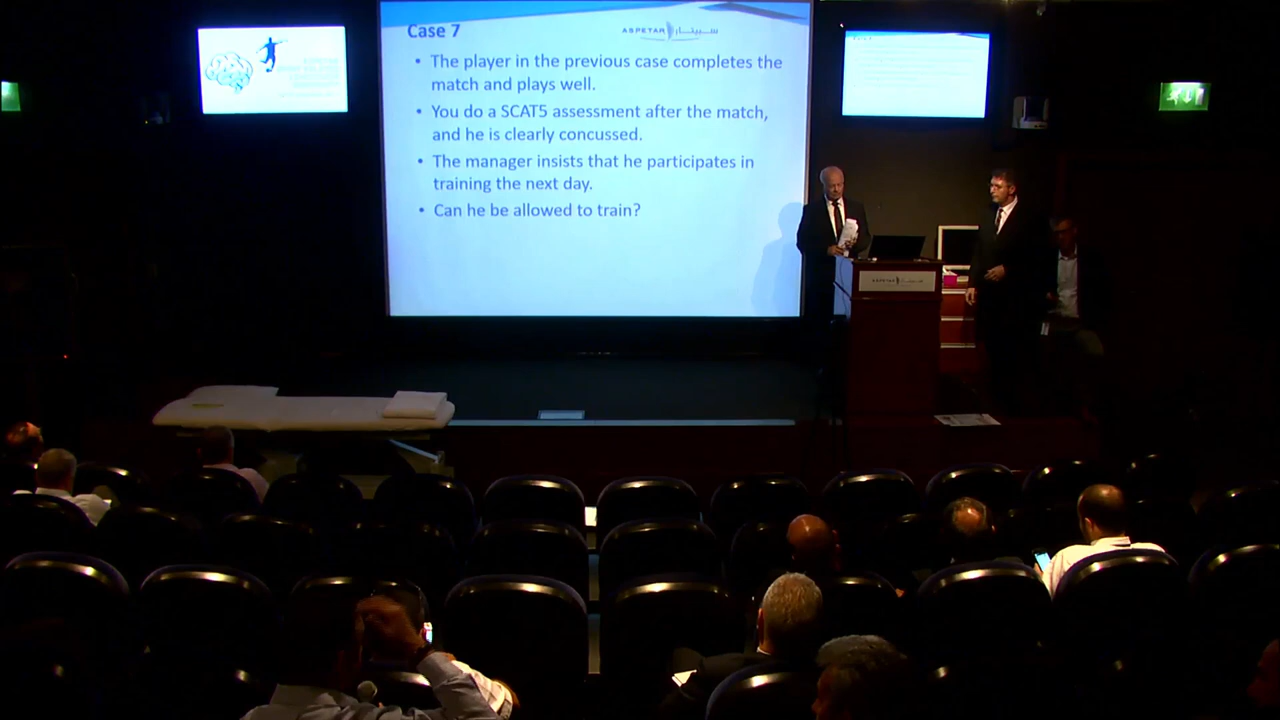 Case 7
ASPETAR سبيتار
• The player in the previous case completes the
match and plays well.
• You do a SCAT5 assessment after the match,
and he is clearly concussed.
• The manager insists that he participates in
training the next day.
• Can he be allowed to train?
ASPETAR سبيتار